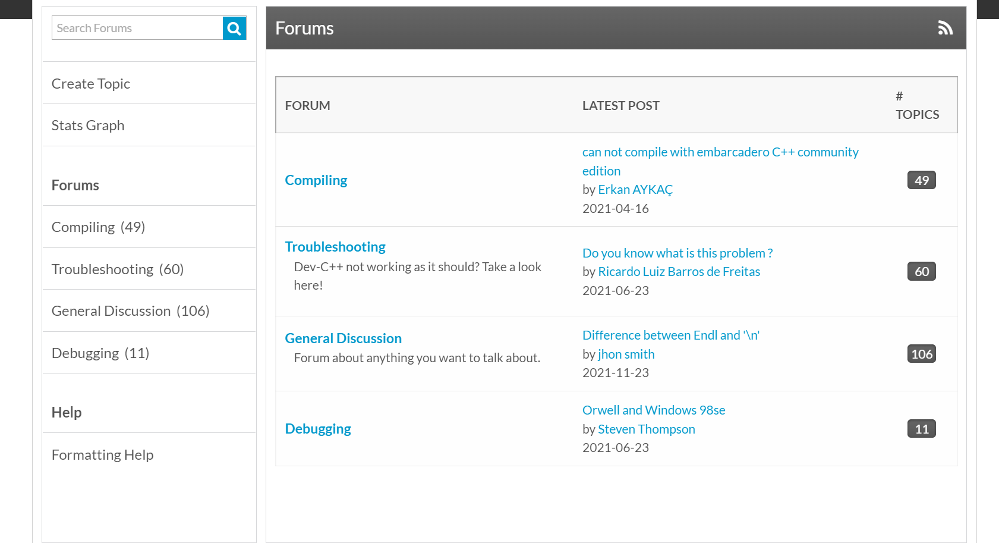 Search Forums
Create Topic
Stats Graph
Forums
Compiling (49)
Troubleshooting (60)
General Discussion (106)
Debugging (11)
Help
Formatting Help
Forums
FORUM
LATEST POST
#
TOPICS
Compiling
can not compile with embarcadero C++ community
edition
by Erkan AYKAÇ
2021-04-16
49
Troubleshooting
Dev-C++ not working as it should? Take a look
here!
Do you know what is this problem ?
by Ricardo Luiz Barros de Freitas
2021-06-23
60
General Discussion
Forum about anything you want to talk about.
Difference between Endl and '\n'
by jhon smith
2021-11-23
106
Debugging
Orwell and Windows 98se
by Steven Thompson
2021-06-23
11